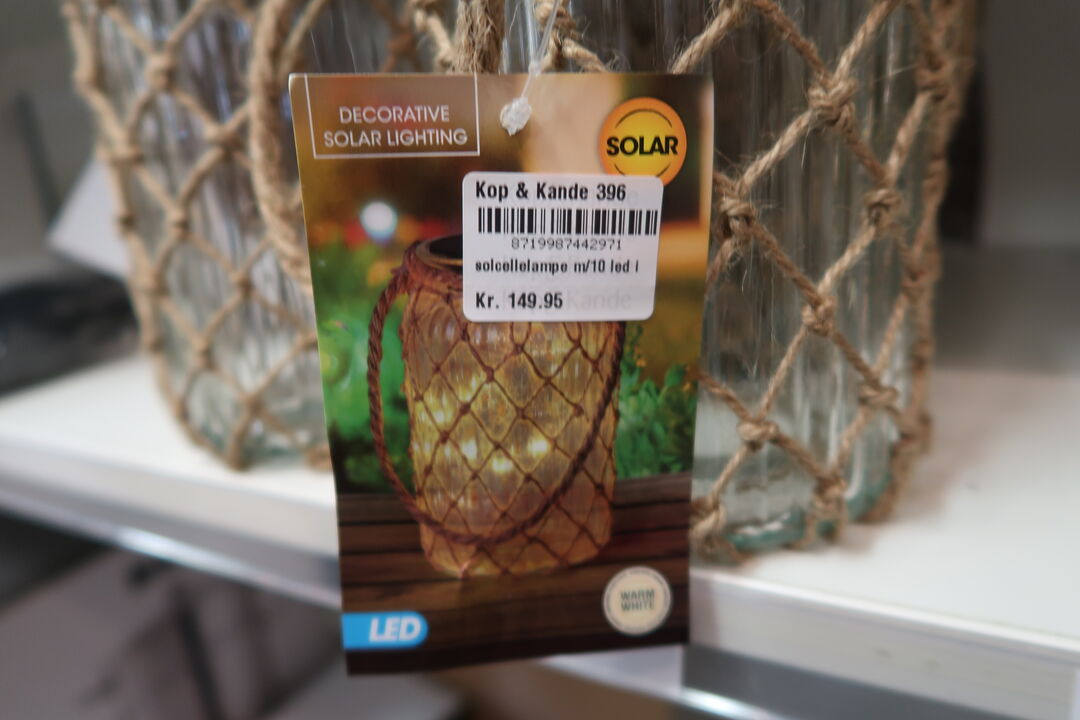 DECORATIVE
SOLAR LIGHTING
SOLAR
Kop & Kande 396
8719987442971
solcellelampe m/10 led i
Kr. 149.95
WARM
WHITE
LED